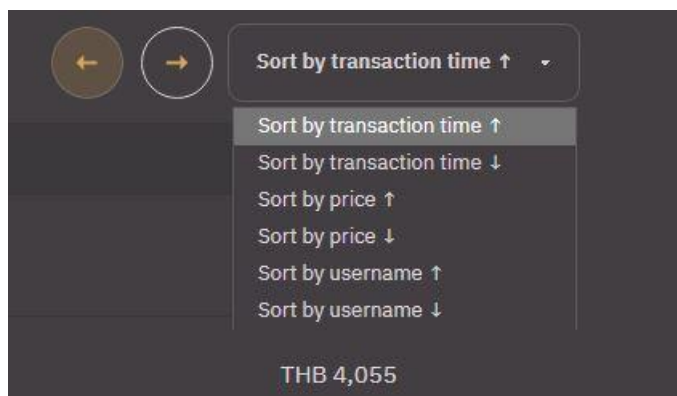 ← → Sort by transaction time ↑
Sort by transaction time ↑
Sort by transaction time ↓
Sort by price ↑
Sort by price ↓
Sort by username ↑
Sort by username ↓
THB 4,055